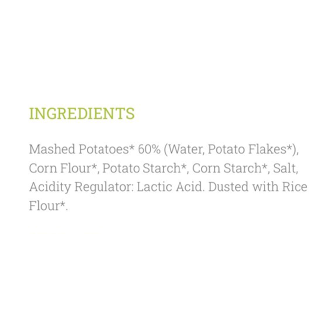 INGREDIENTS
Mashed Potatoes* 60% (Water, Potato Flakes*),
Corn Flour*, Potato Starch*, Corn Starch*, Salt,
Acidity Regulator: Lactic Acid. Dusted with Rice
Flour*.